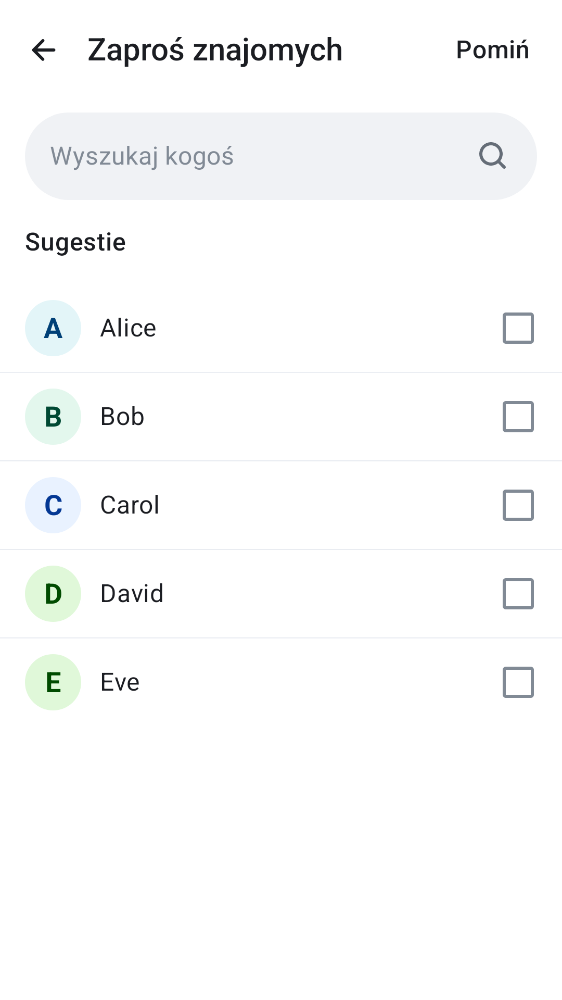 Zaproś znajomych
Pomiń
Wyszukaj kogoś
Sugestie
A Alice
B Bob
C Carol
D David
E Eve